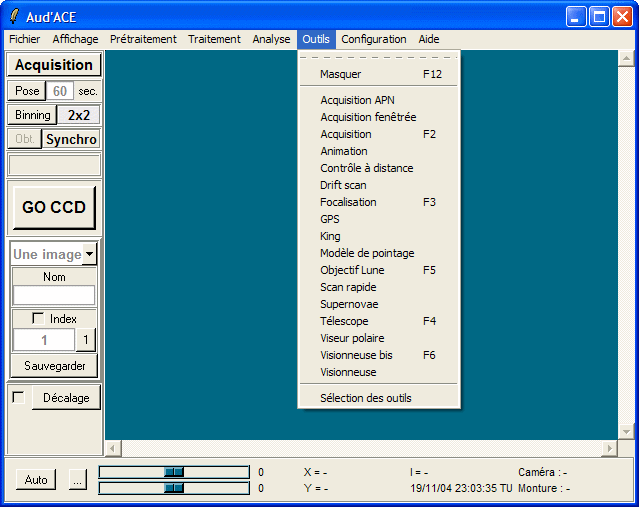 Aud'ACE
Fichier Affichage Prétraitement Traitement Analyse Outils Configuration Aide
Acquisition
Pose 60 sec.
Binning 2x2
Obt. Synchro
GO CCD
Une image
Nom
Index
1 1
Sauvegarder
Décalage
Masquer F12
Acquisition APN
Acquisition fenêtrée
Acquisition F2
Animation
Contrôle à distance
Drift scan
Focalisation F3
GPS
King
Modèle de pointage
Objectif Lune F5
Scan rapide
Supernovae
Télescope F4
Viseur polaire
Visionneuse bis F6
Visionneuse
Sélection des outils
Auto ... 0 X = - I = - Caméra : -
0 Y = - 19/11/04 23:03:35 TU Monture : -